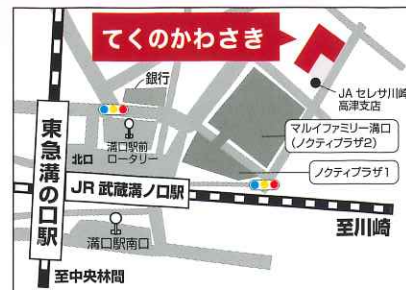 てくのかわさき
銀行
JA セレサ川崎
高津支店
溝口駅前
ロータリー
マルイファミリー溝口
(ノクティプラザ2)
北口
東急溝の口駅
ノクティプラザ1
JR 武蔵溝ノ口駅
至川崎
溝口駅南口
至中央林間